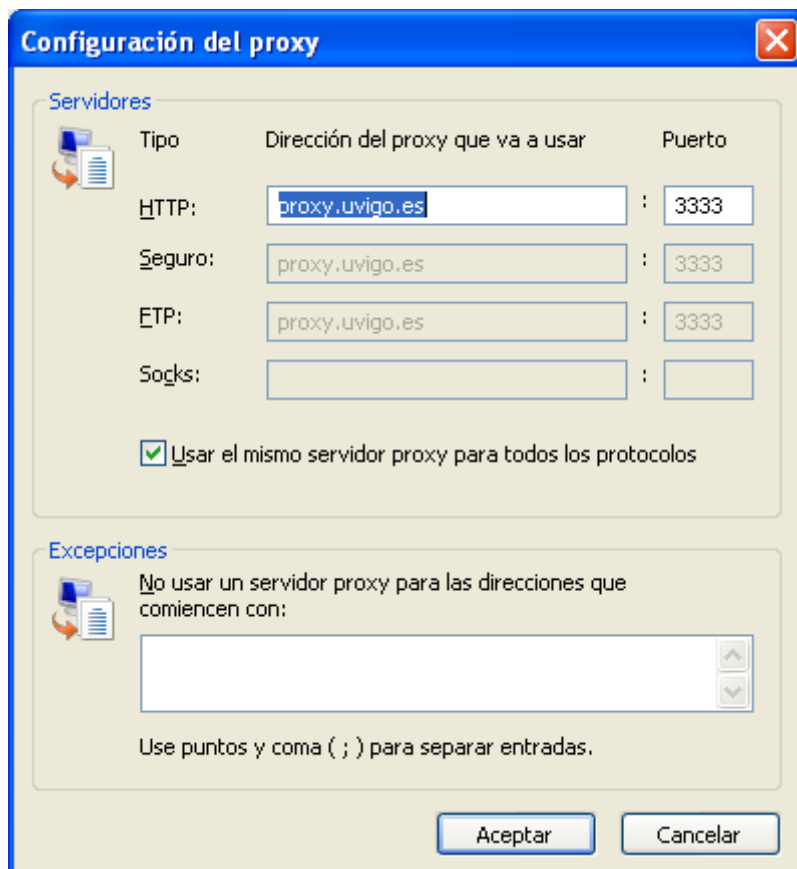 Configuración del proxy
Servidores
Tipo Dirección del proxy que va a usar Puerto
HTTP: proxy.uvigo.es : 3333
Seguro: proxy.uvigo.es : 3333
FTP: proxy.uvigo.es : 3333
Socks: :
Usar el mismo servidor proxy para todos los protocolos
Excepciones
No usar un servidor proxy para las direcciones que
comiencen con:
Use puntos y coma ( ; ) para separar entradas.
Aceptar Cancelar